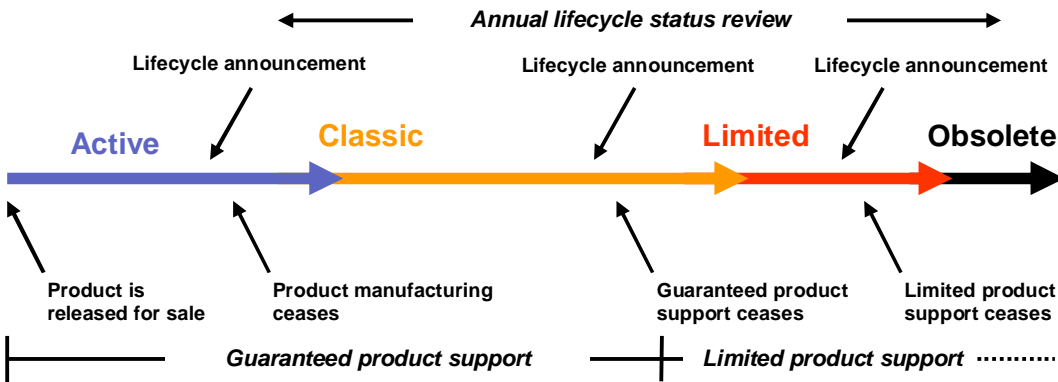 Annual lifecycle status review
Lifecycle announcement
Lifecycle announcement
Lifecycle announcement
Active
Classic
Limited
Obsolete
Product is
released for sale
Product manufacturing
ceases
Guaranteed product
support ceases
Limited product
support ceases
Guaranteed product support
Limited product support